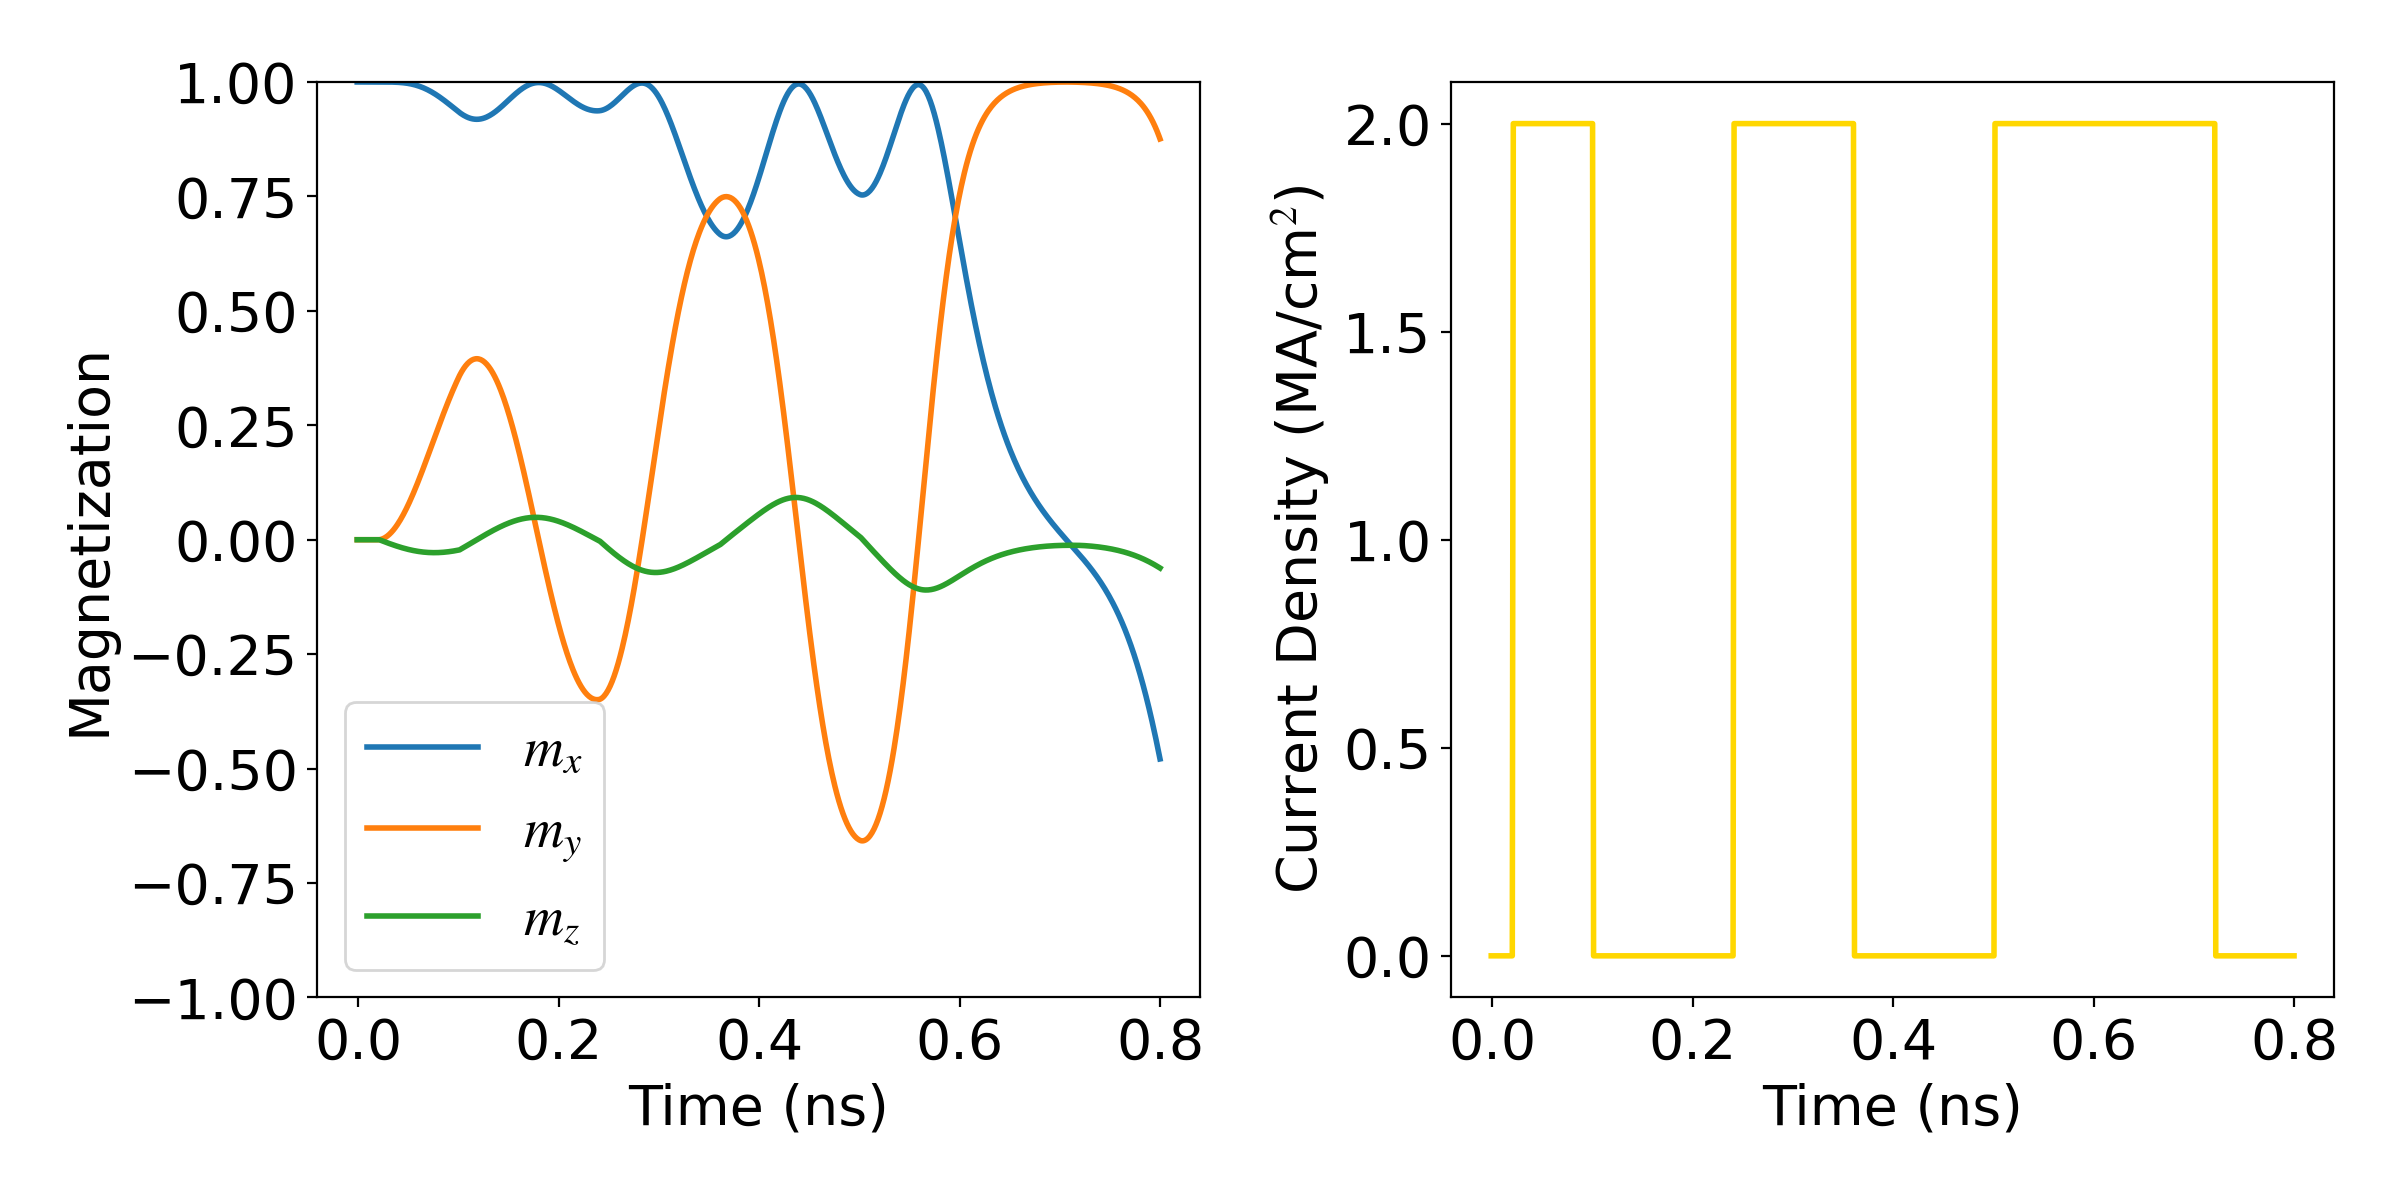 Magnetization
1.00
0.75
0.50
0.25
0.00
−0.25
−0.50
−0.75
−1.00
m_x
m_y
m_z
0.0 0.2 0.4 0.6 0.8
Time (ns)
Current Density (MA/cm²)
2.0
1.5
1.0
0.5
0.0
0.0 0.2 0.4 0.6 0.8
Time (ns)